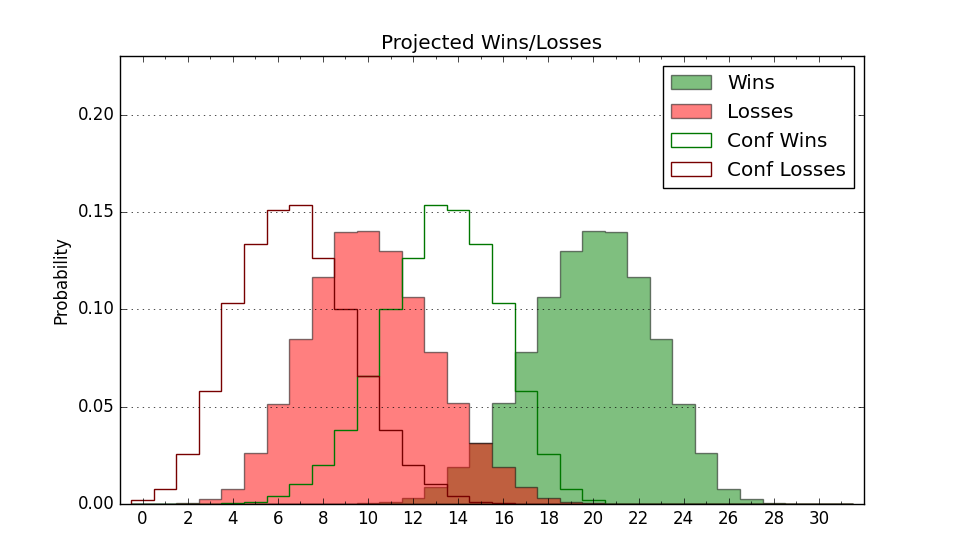 Projected Wins/Losses
Wins
Losses
Conf Wins
Conf Losses
Probability
0.20
0.15
0.10
0.05
0.00
0 2 4 6 8 10 12 14 16 18 20 22 24 26 28 30